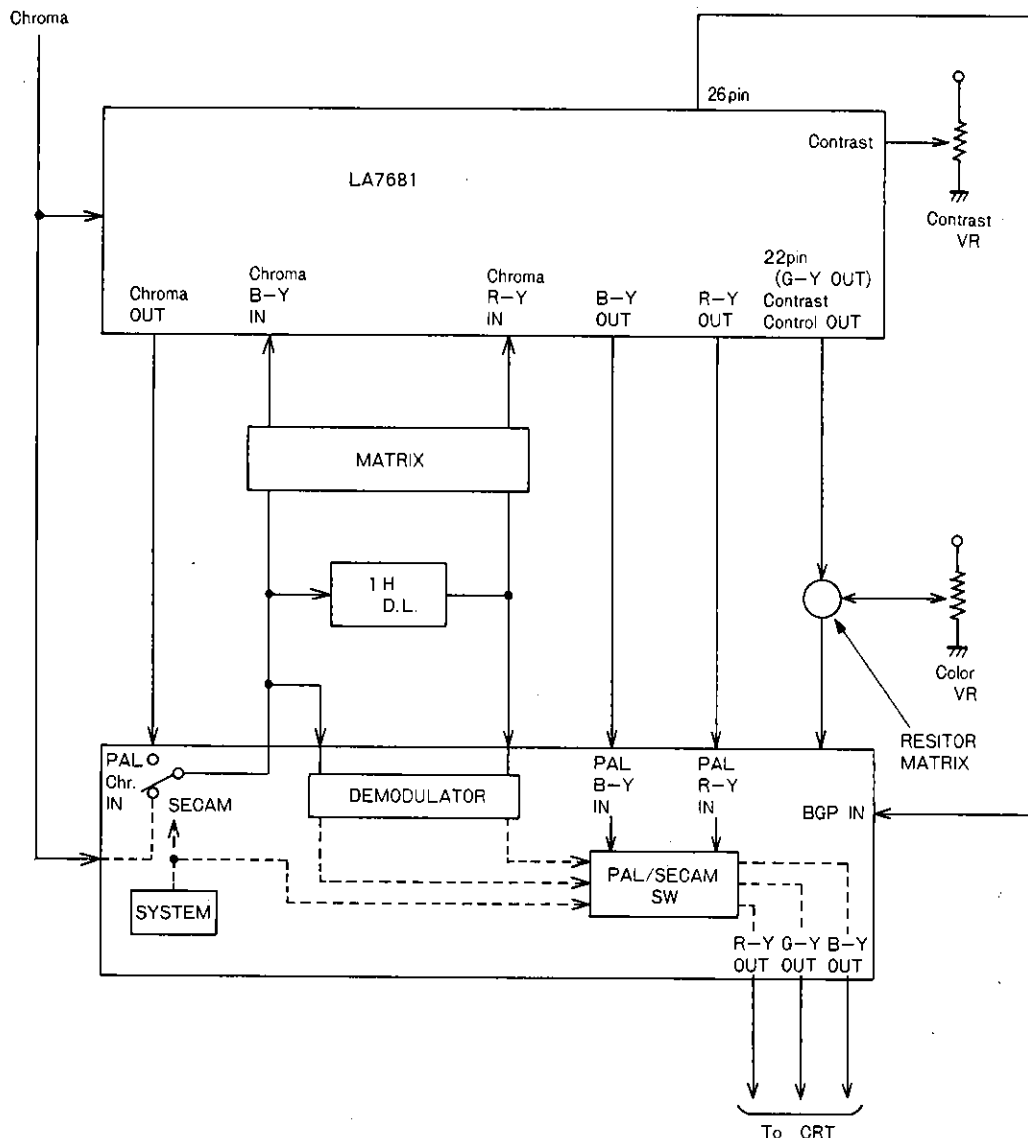 Chroma
26pin
Contrast
LA7681
Contrast
VR
Chroma
OUT
Chroma
B-Y
IN
Chroma
R-Y
IN
B-Y
OUT
R-Y
OUT
22pin
(G-Y OUT)
Contrast
Control OUT
MATRIX
1H
D.L.
Color
VR
RESITOR
MATRIX
PAL
Chr.
IN
SECAM
DEMODULATOR
PAL
B-Y
IN
PAL
R-Y
IN
BGP IN
PAL/SECAM
SW
SYSTEM
R-Y
OUT
G-Y
OUT
B-Y
OUT
To CRT